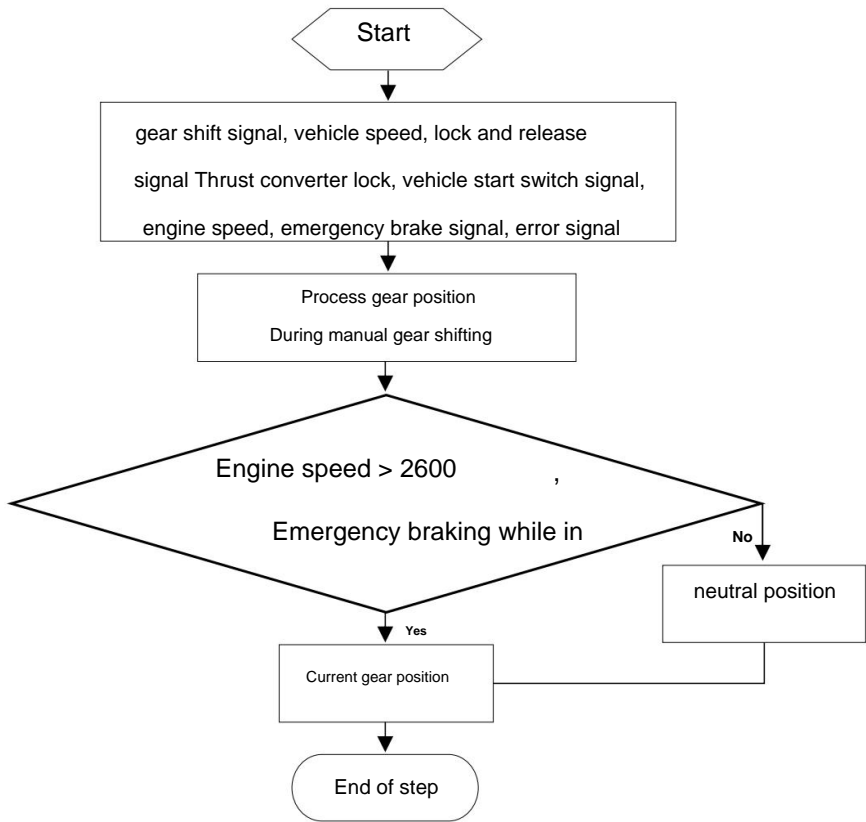 Start
gear shift signal, vehicle speed, lock and release
signal Thrust converter lock, vehicle start switch signal,
engine speed, emergency brake signal, error signal
Process gear position
During manual gear shifting
Engine speed > 2600 ,
Emergency braking while in
No
neutral position
Yes
Current gear position
End of step